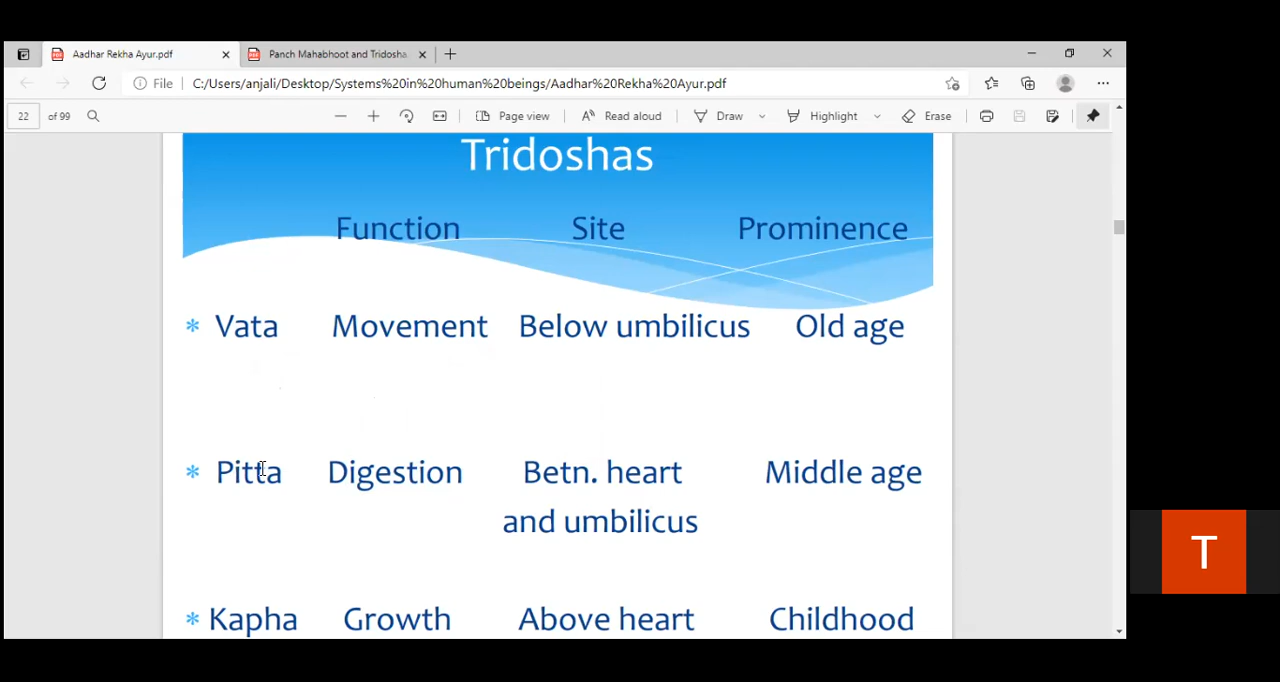 Aadhar Rekha Ayur.pdf
Panch Mahabhoot and Tridosha.
File
C:/Users/anjali/Desktop/Systems%20in%20human%20beings/Aadhar%20Rekha%20Ayur.pdf
22 of 99
Page view
Read aloud
Draw
Highlight
Erase
Tridoshas
Function Site Prominence
* Vata Movement Below umbilicus Old age
* Pitta Digestion Betn. heart Middle age
and umbilicus
* Kapha Growth Above heart Childhood
T